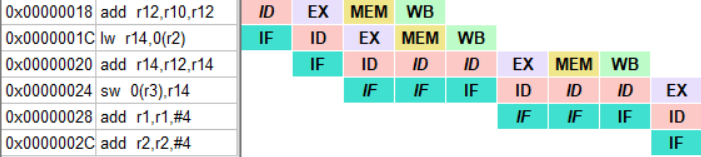 0x00000018 add r12,r10,r12 ID EX MEM WB
0x0000001C lw r14,0(r2) IF ID EX MEM WB
0x00000020 add r14,r12,r14 IF ID ID ID EX MEM WB
0x00000024 sw 0(r3),r14 IF IF IF ID ID ID EX
0x00000028 add r1,r1,#4 IF IF IF ID
0x0000002C add r2,r2,#4 IF